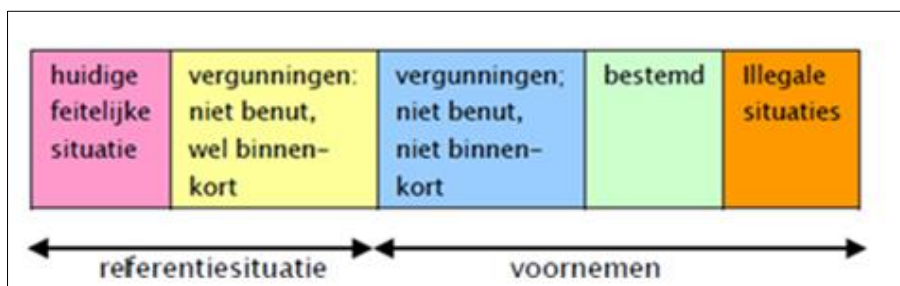 huidige
feitelijke
situatie
vergunningen:
niet benut,
wel binnen-
kort
vergunningen;
niet benut,
niet binnen-
kort
bestemd
Illegale
situaties
referentiesituatie
voornemen